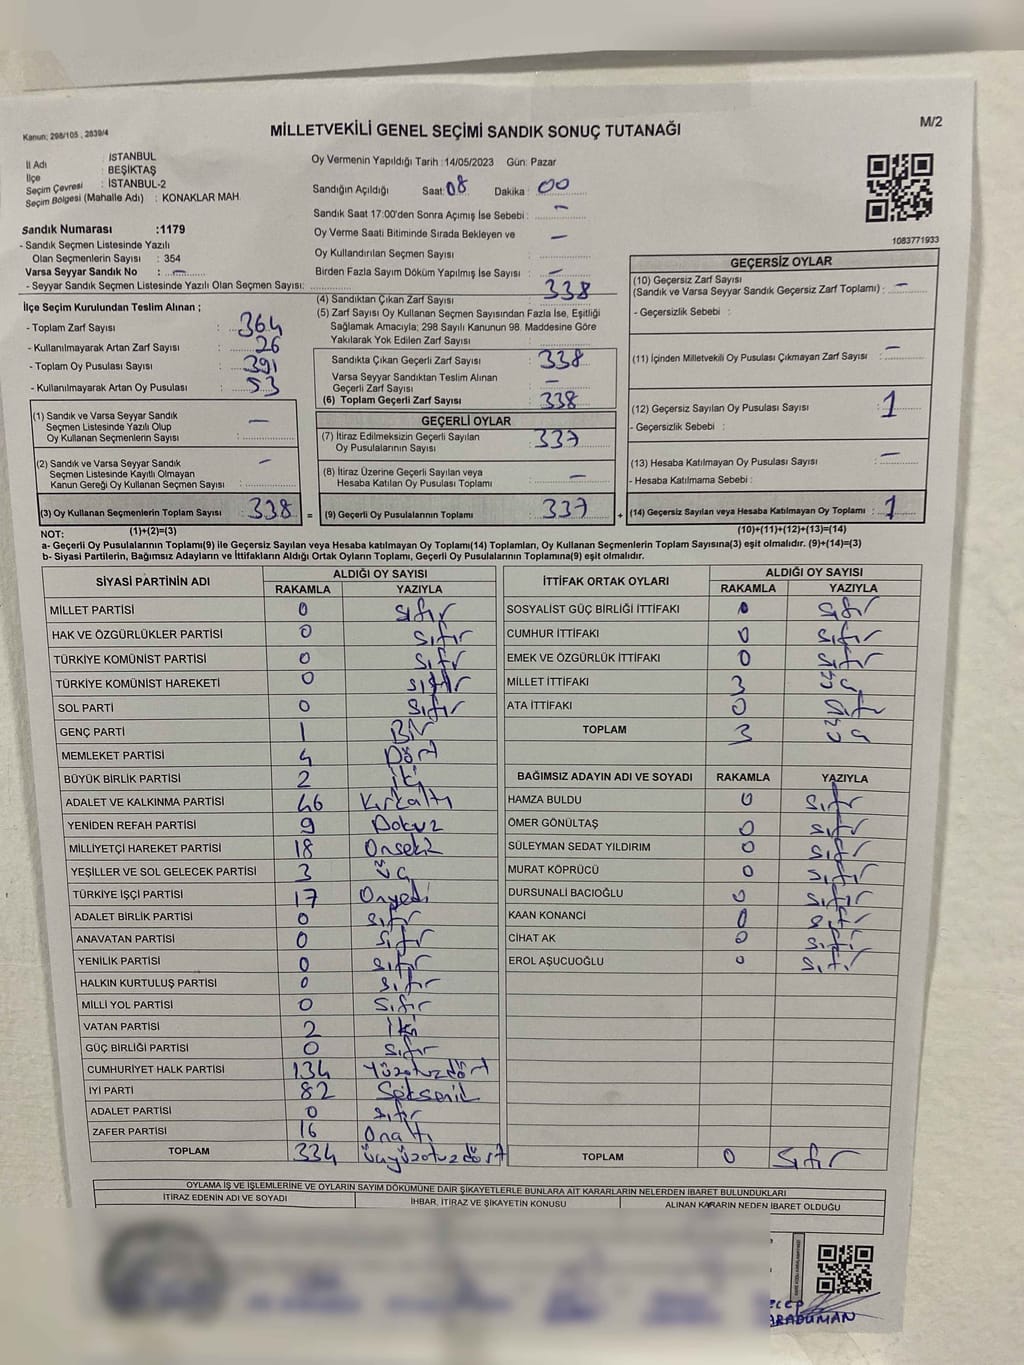 Kanun; 298/105 , 2839/4
MİLLETVEKİLİ GENEL SEÇİMİ SANDIK SONUÇ TUTANAĞI
M/2
İl Adı : İSTANBUL
İlçe : BEŞİKTAŞ
Seçim Çevresi : İSTANBUL-2
Seçim Bölgesi (Mahalle Adı) : KONAKLAR MAH.
Sandık Numarası :1179
- Sandık Seçmen Listesinde Yazılı
Olan Seçmenlerin Sayısı : 354
Varsa Seyyar Sandık No : —
- Seyyar Sandık Seçmen Listesinde Yazılı Olan Seçmen Sayısı:
İlçe Seçim Kurulundan Teslim Alınan ;
- Toplam Zarf Sayısı : 364
- Kullanılmayarak Artan Zarf Sayısı : 26
- Toplam Oy Pusulası Sayısı : 391
- Kullanılmayarak Artan Oy Pusulası : 53
(1) Sandık ve Varsa Seyyar Sandık
Seçmen Listesinde Yazılı Olup
Oy Kullanan Seçmenlerin Sayısı : —
(2) Sandık ve Varsa Seyyar Sandık
Seçmen Listesinde Kayıtlı Olmayan
Kanun Gereği Oy Kullanan Seçmen Sayısı : —
(3) Oy Kullanan Seçmenlerin Toplam Sayısı : 338
(1)+(2)=(3)
Oy Vermenin Yapıldığı Tarih : 14/05/2023 Gün: Pazar
Sandığın Açıldığı Saat: 08 Dakika : 00
Sandık Saat 17:00'den Sonra Açımış İse Sebebi : —
Oy Verme Saati Bitiminde Sırada Bekleyen ve —
Oy Kullandırılan Seçmen Sayısı :
Birden Fazla Sayım Döküm Yapılmış İse Sayısı : —
(4) Sandıktan Çıkan Zarf Sayısı : 338
(5) Zarf Sayısı Oy Kullanan Seçmen Sayısından Fazla İse, Eşitliği
Sağlamak Amacıyla; 298 Sayılı Kanunun 98. Maddesine Göre
Yakılarak Yok Edilen Zarf Sayısı :
Sandıkta Çıkan Geçerli Zarf Sayısı : 338
Varsa Seyyar Sandıktan Teslim Alınan
Geçerli Zarf Sayısı : —
(6) Toplam Geçerli Zarf Sayısı : 338
GEÇERLİ OYLAR
(7) İtiraz Edilmeksizin Geçerli Sayılan
Oy Pusulalarının Sayısı : 337
(8) İtiraz Üzerine Geçerli Sayılan veya
Hesaba Katılan Oy Pusulası Toplamı : —
= (9) Geçerli Oy Pusulalarının Toplamı : 337
1083771933
GEÇERSİZ OYLAR
(10) Geçersiz Zarf Sayısı
(Sandık ve Varsa Seyyar Sandık Geçersiz Zarf Toplamı) : —
- Geçersizlik Sebebi :
(11) İçinden Milletvekili Oy Pusulası Çıkmayan Zarf Sayısı : —
(12) Geçersiz Sayılan Oy Pusulası Sayısı : 1
- Geçersizlik Sebebi :
(13) Hesaba Katılmayan Oy Pusulası Sayısı : —
- Hesaba Katılmama Sebebi :
+ (14) Geçersiz Sayılan veya Hesaba Katılmayan Oy Toplamı : 1
(10)+(11)+(12)+(13)=(14)
NOT:
a- Geçerli Oy Pusulalarının Toplamı(9) ile Geçersiz Sayılan veya Hesaba katılmayan Oy Toplamı(14) Toplamları, Oy Kullanan Seçmenlerin Toplam Sayısına(3) eşit olmalıdır. (9)+(14)=(3)
b- Siyasi Partilerin, Bağımsız Adayların ve İttifakların Aldığı Ortak Oyların Toplamı, Geçerli Oy Pusulalarının Toplamına(9) eşit olmalıdır.
SİYASİ PARTİNİN ADI ALDIĞI OY SAYISI
RAKAMLA YAZIYLA
MİLLET PARTİSİ 0 sıfır
HAK VE ÖZGÜRLÜKLER PARTİSİ 0 sıfır
TÜRKİYE KOMÜNİST PARTİSİ 0 sıfır
TÜRKİYE KOMÜNİST HAREKETİ 0 sıfır
SOL PARTİ 0 sıfır
GENÇ PARTİ 1 Bir
MEMLEKET PARTİSİ 4 Dört
BÜYÜK BİRLİK PARTİSİ 2 iki
ADALET VE KALKINMA PARTİSİ 46 Kırkaltı
YENİDEN REFAH PARTİSİ 9 Dokuz
MİLLİYETÇİ HAREKET PARTİSİ 18 Onsekiz
YEŞİLLER VE SOL GELECEK PARTİSİ 3 üç
TÜRKİYE İŞÇİ PARTİSİ 17 Onyedi
ADALET BİRLİK PARTİSİ 0 sıfır
ANAVATAN PARTİSİ 0 sıfır
YENİLİK PARTİSİ 0 sıfır
HALKIN KURTULUŞ PARTİSİ 0 sıfır
MİLLİ YOL PARTİSİ 0 sıfır
VATAN PARTİSİ 2 İki
GÜÇ BİRLİĞİ PARTİSİ 0 sıfır
CUMHURİYET HALK PARTİSİ 134 Yüzotuzdört
İYİ PARTİ 82 Seksenik
ADALET PARTİSİ 0 sıfır
ZAFER PARTİSİ 16 Onaltı
TOPLAM 334 üçyüzotuzdört
İTTİFAK ORTAK OYLARI ALDIĞI OY SAYISI
RAKAMLA YAZIYLA
SOSYALİST GÜÇ BİRLİĞİ İTTİFAKI 0 sıfır
CUMHUR İTTİFAKI 0 sıfır
EMEK VE ÖZGÜRLÜK İTTİFAKI 0 sıfır
MİLLET İTTİFAKI 3 üç
ATA İTTİFAKI 0 sıfır
TOPLAM 3 üç
BAĞIMSIZ ADAYIN ADI VE SOYADI RAKAMLA YAZIYLA
HAMZA BULDU 0 sıfır
ÖMER GÖNÜLTAŞ 0 sıfır
SÜLEYMAN SEDAT YILDIRIM 0 sıfır
MURAT KÖPRÜCÜ 0 sıfır
DURSUNALİ BACIOĞLU 0 sıfır
KAAN KONANCİ 0 sıfır
CİHAT AK 0 sıfır
EROL AŞUCUOĞLU 0 sıfır
TOPLAM 0 Sıfır
OYLAMA İŞ VE İŞLEMLERİNE VE OYLARIN SAYIM DÖKÜMÜNE DAİR ŞİKAYETLERLE BUNLARA AİT KARARLARIN NELERDEN İBARET BULUNDUKLARI
İTİRAZ EDENİN ADI VE SOYADI İHBAR, İTİRAZ VE ŞİKAYETİN KONUSU ALINAN KARARIN NEDEN İBARET OLDUĞU